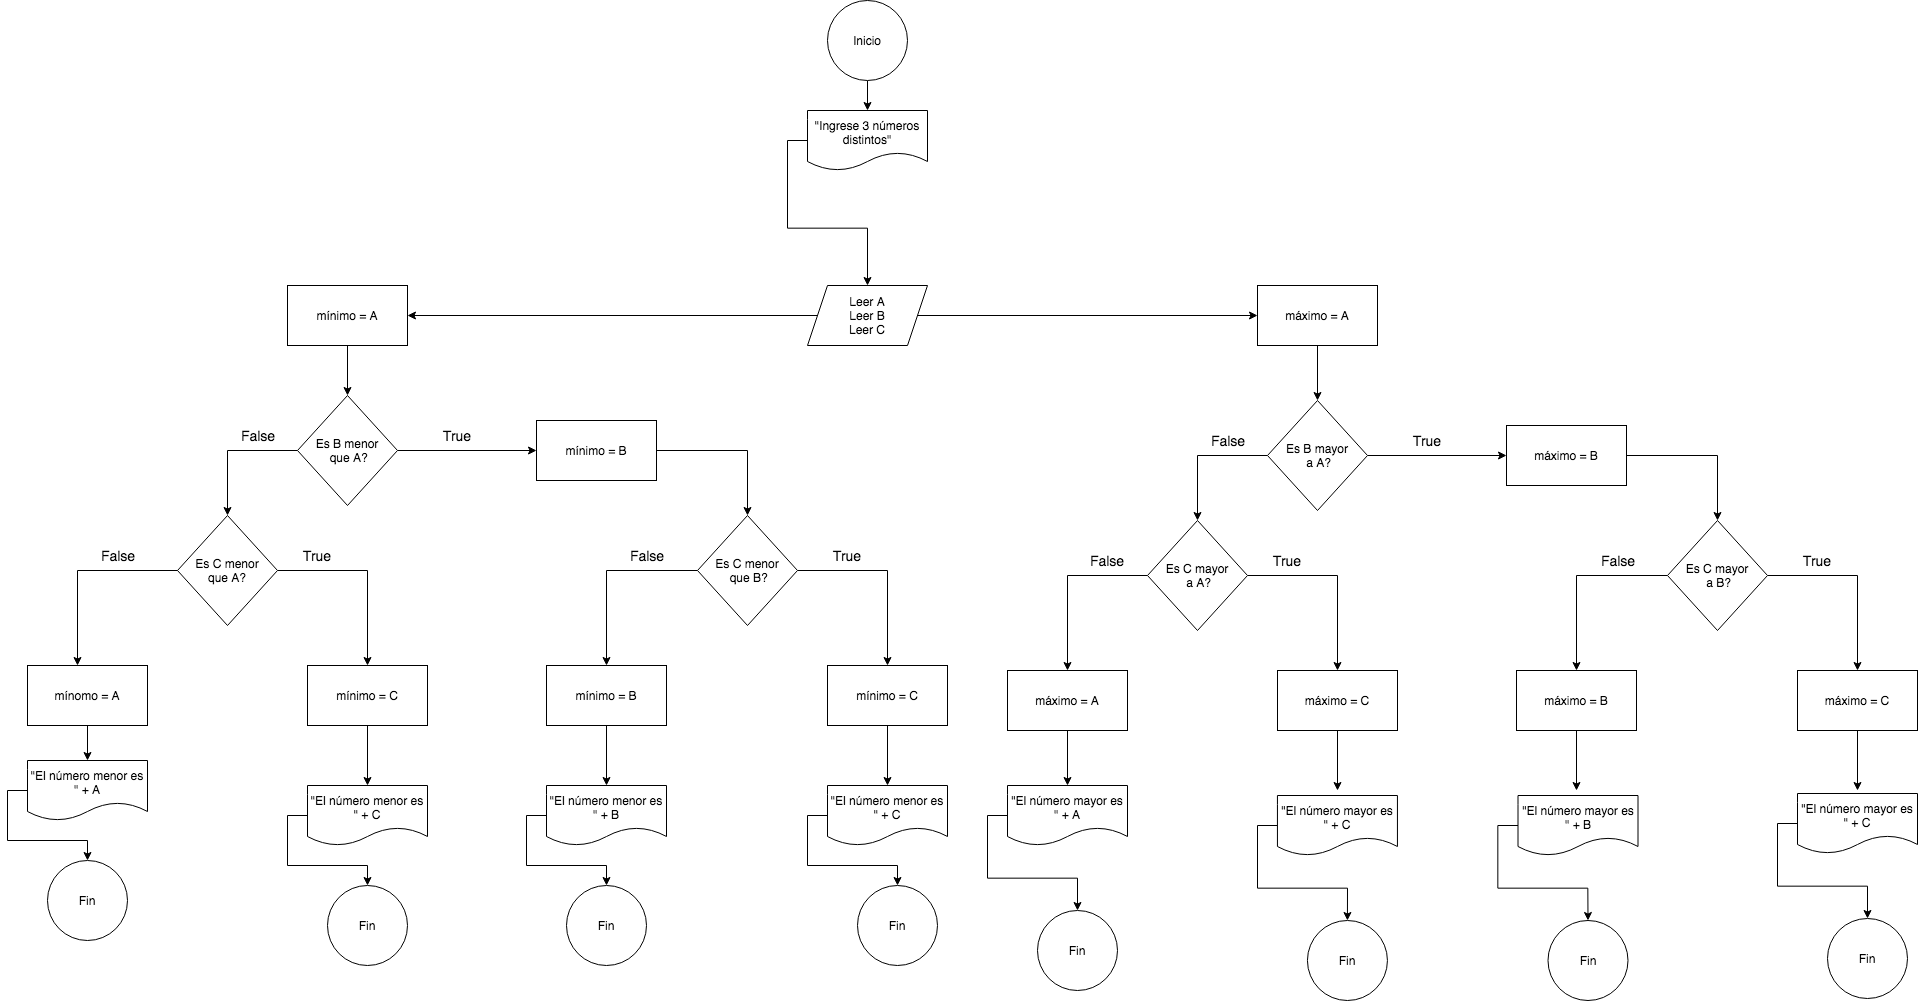 Inicio
"Ingrese 3 números
distintos"
Leer A
Leer B
Leer C
mínimo = A
máximo = A
Es B menor
que A?
False
True
mínimo = B
Es B mayor
a A?
False
True
máximo = B
Es C menor
que A?
False
True
Es C menor
que B?
False
True
Es C mayor
a A?
False
True
Es C mayor
a B?
False
True
mínomo = A
mínimo = C
mínimo = B
mínimo = C
máximo = A
máximo = C
máximo = B
máximo = C
"El número menor es
" + A
"El número menor es
" + C
"El número menor es
" + B
"El número menor es
" + C
"El número mayor es
" + A
"El número mayor es
" + C
"El número mayor es
" + B
"El número mayor es
" + C
Fin
Fin
Fin
Fin
Fin
Fin
Fin
Fin